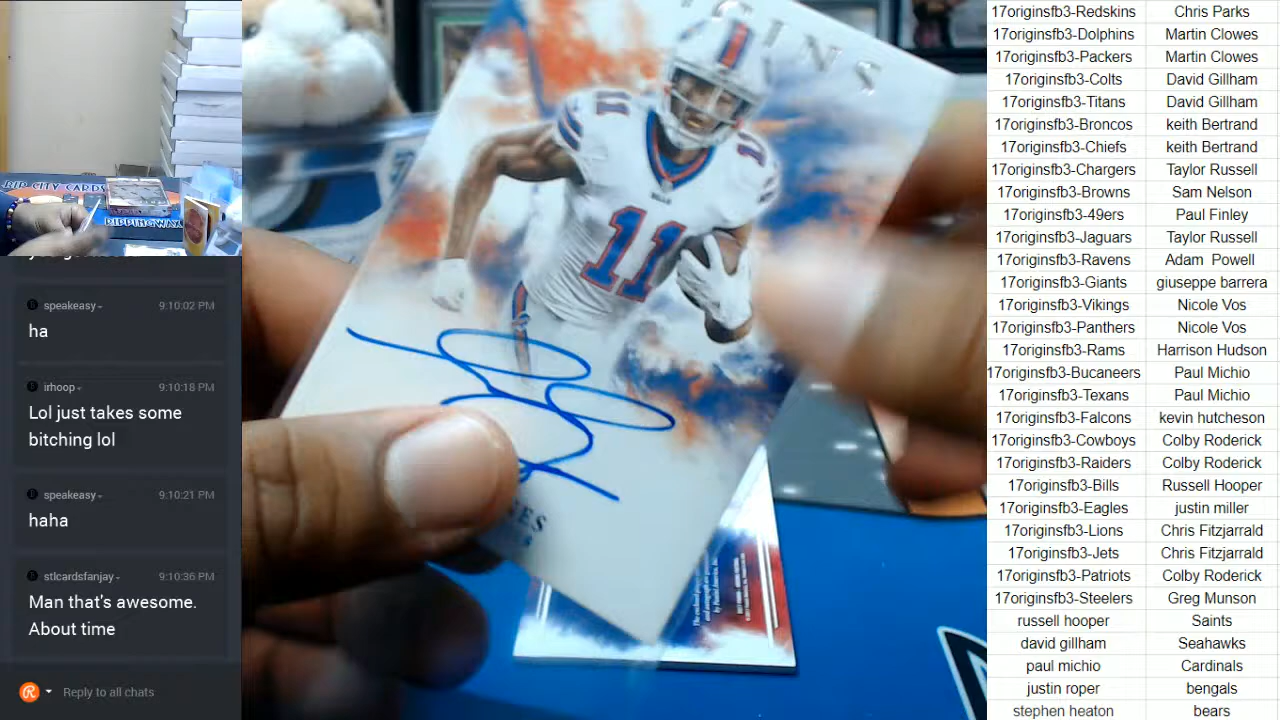 RIP CITY CARDS
RIPPINGWAX
speakeasy
9:10:02 PM
ha
irhoop
9:10:18 PM
Lol just takes some
bitching lol
speakeasy
9:10:21 PM
haha
stlcardsfanjay
9:10:36 PM
Man that's awesome.
About time
Reply to all chats
GINS
11
11
11
BILLS
17originsfb3-Redskins Chris Parks
17originsfb3-Dolphins Martin Clowes
17originsfb3-Packers Martin Clowes
17originsfb3-Colts David Gillham
17originsfb3-Titans David Gillham
17originsfb3-Broncos keith Bertrand
17originsfb3-Chiefs keith Bertrand
17originsfb3-Chargers Taylor Russell
17originsfb3-Browns Sam Nelson
17originsfb3-49ers Paul Finley
17originsfb3-Jaguars Taylor Russell
17originsfb3-Ravens Adam Powell
17originsfb3-Giants giuseppe barrera
17originsfb3-Vikings Nicole Vos
17originsfb3-Panthers Nicole Vos
17originsfb3-Rams Harrison Hudson
17originsfb3-Bucaneers Paul Michio
17originsfb3-Texans Paul Michio
17originsfb3-Falcons kevin hutcheson
17originsfb3-Cowboys Colby Roderick
17originsfb3-Raiders Colby Roderick
17originsfb3-Bills Russell Hooper
17originsfb3-Eagles justin miller
17originsfb3-Lions Chris Fitzjarrald
17originsfb3-Jets Chris Fitzjarrald
17originsfb3-Patriots Colby Roderick
17originsfb3-Steelers Greg Munson
russell hooper Saints
david gillham Seahawks
paul michio Cardinals
justin roper bengals
stephen heaton bears